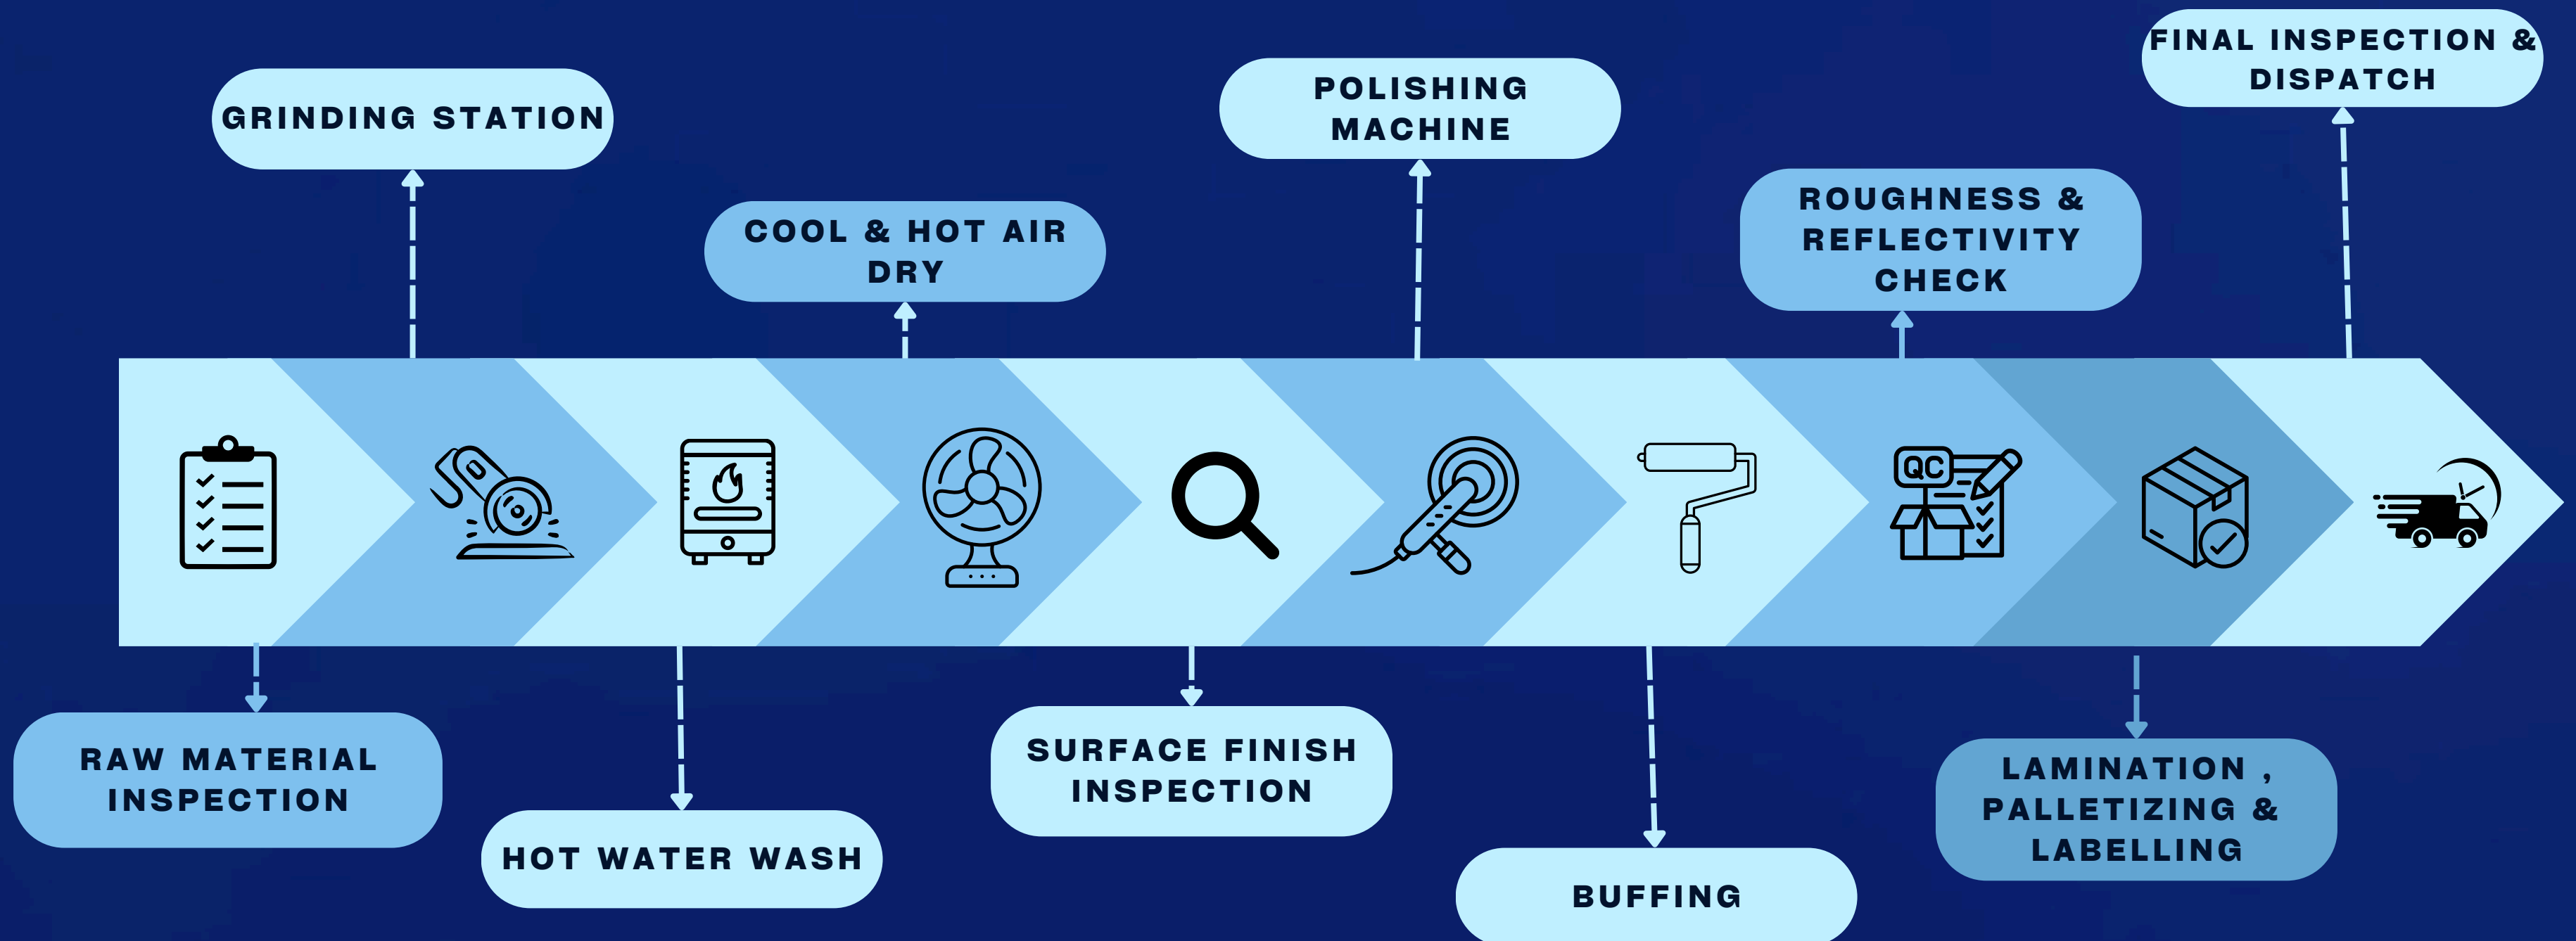 FINAL INSPECTION &
DISPATCH
GRINDING STATION
POLISHING
MACHINE
COOL & HOT AIR
DRY
ROUGHNESS &
REFLECTIVITY
CHECK
QC
RAW MATERIAL
INSPECTION
HOT WATER WASH
SURFACE FINISH
INSPECTION
BUFFING
LAMINATION ,
PALLETIZING &
LABELLING